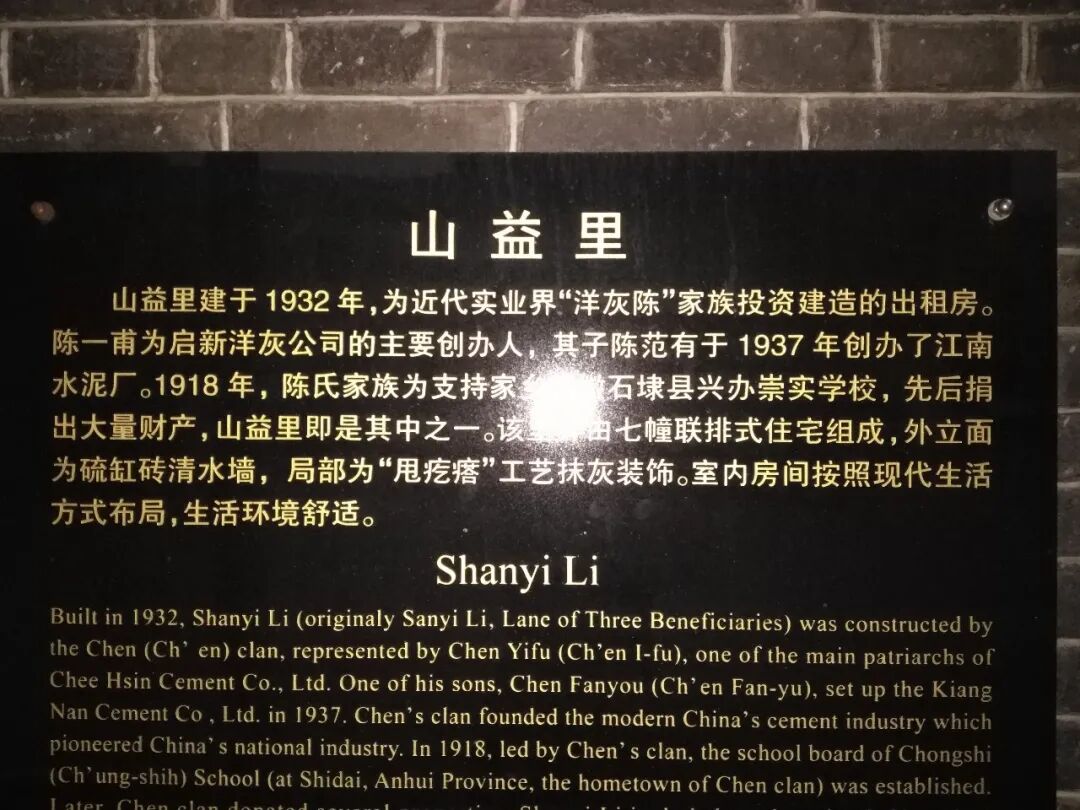 山益里
山益里建于1932年，为近代实业界“洋灰陈”家族投资建造的出租房。
陈一甫为启新洋灰公司的主要创办人，其子陈范有于1937年创办了江南
水泥厂。1918年，陈氏家族为支持家 石埭县兴办崇实学校，先后捐
出大量财产，山益里即是其中之一。该 由七幢联排式住宅组成，外立面
为硫缸砖清水墙，局部为“甩疙瘩”工艺抹灰装饰。室内房间按照现代生活
方式布局，生活环境舒适。
Shanyi Li
Built in 1932, Shanyi Li (originaly Sanyi Li, Lane of Three Beneficiaries) was constructed by
the Chen (Ch’ en) clan, represented by Chen Yifu (Ch’en I-fu), one of the main patriarchs of
Chee Hsin Cement Co., Ltd. One of his sons, Chen Fanyou (Ch’en Fan-yu), set up the Kiang
Nan Cement Co , Ltd. in 1937. Chen’s clan founded the modern China’s cement industry which
pioneered China’s national industry. In 1918, led by Chen’s clan, the school board of Chongshi
(Ch’ung-shih) School (at Shidai, Anhui Province, the hometown of Chen clan) was established.
Later, Chen clan donated several